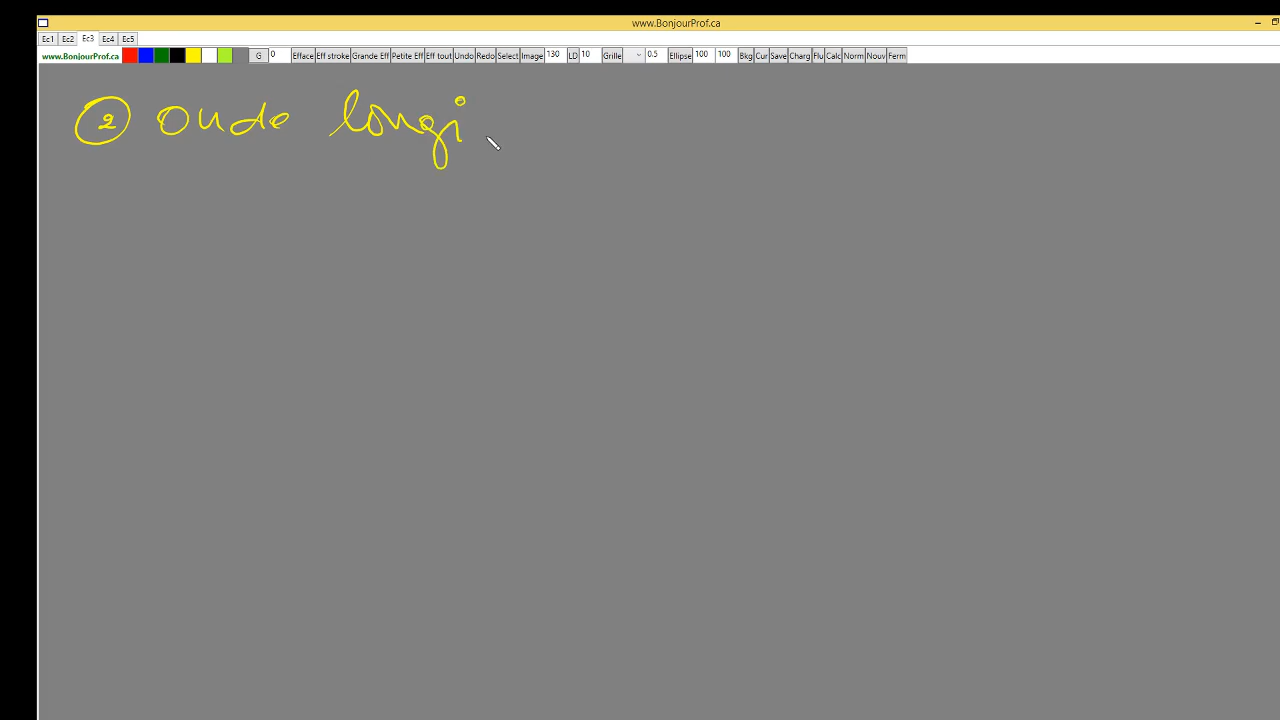 www.BonjourProf.ca
Ec1 Ec2 Ec3 Ec4 Ec5
www.BonjourProf.ca G 0 Efface Eff stroke Grande Eff Petite Eff Eff tout Undo Redo Select Image 130 LD 10 Grille 0.5 Ellipse 100 100 Bkg Cur Save Charg Flu Calc Norm Nouv Ferm
2 onde longi